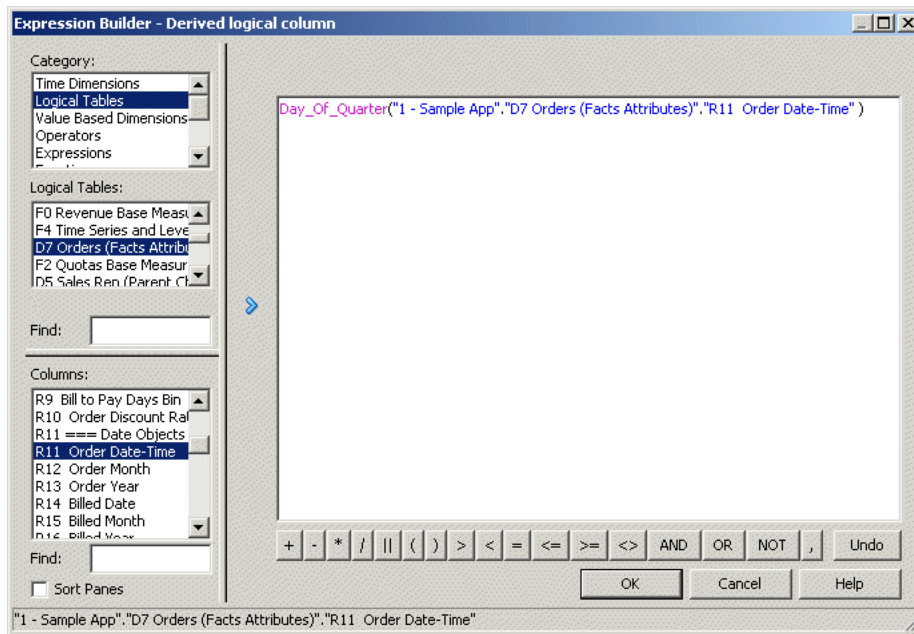 Expression Builder - Derived logical column
Category:
Time Dimensions
Logical Tables
Value Based Dimensions
Operators
Expressions
Logical Tables:
F0 Revenue Base Measu
F4 Time Series and Leve
D7 Orders (Facts Attribu
F2 Quotas Base Measur
D5 Sales Rep (Parent Ch
Find:
Columns:
R9 Bill to Pay Days Bin
R10 Order Discount Rat
R11 === Date Objects
R11 Order Date-Time
R12 Order Month
R13 Order Year
R14 Billed Date
R15 Billed Month
R16 Billed Year
Find:
Sort Panes
Day_Of_Quarter("1 - Sample App"."D7 Orders (Facts Attributes)"."R11  Order Date-Time" )
+ - * / || ( ) > < = <= >= <> AND OR NOT , Undo
OK Cancel Help
"1 - Sample App"."D7 Orders (Facts Attributes)"."R11  Order Date-Time"